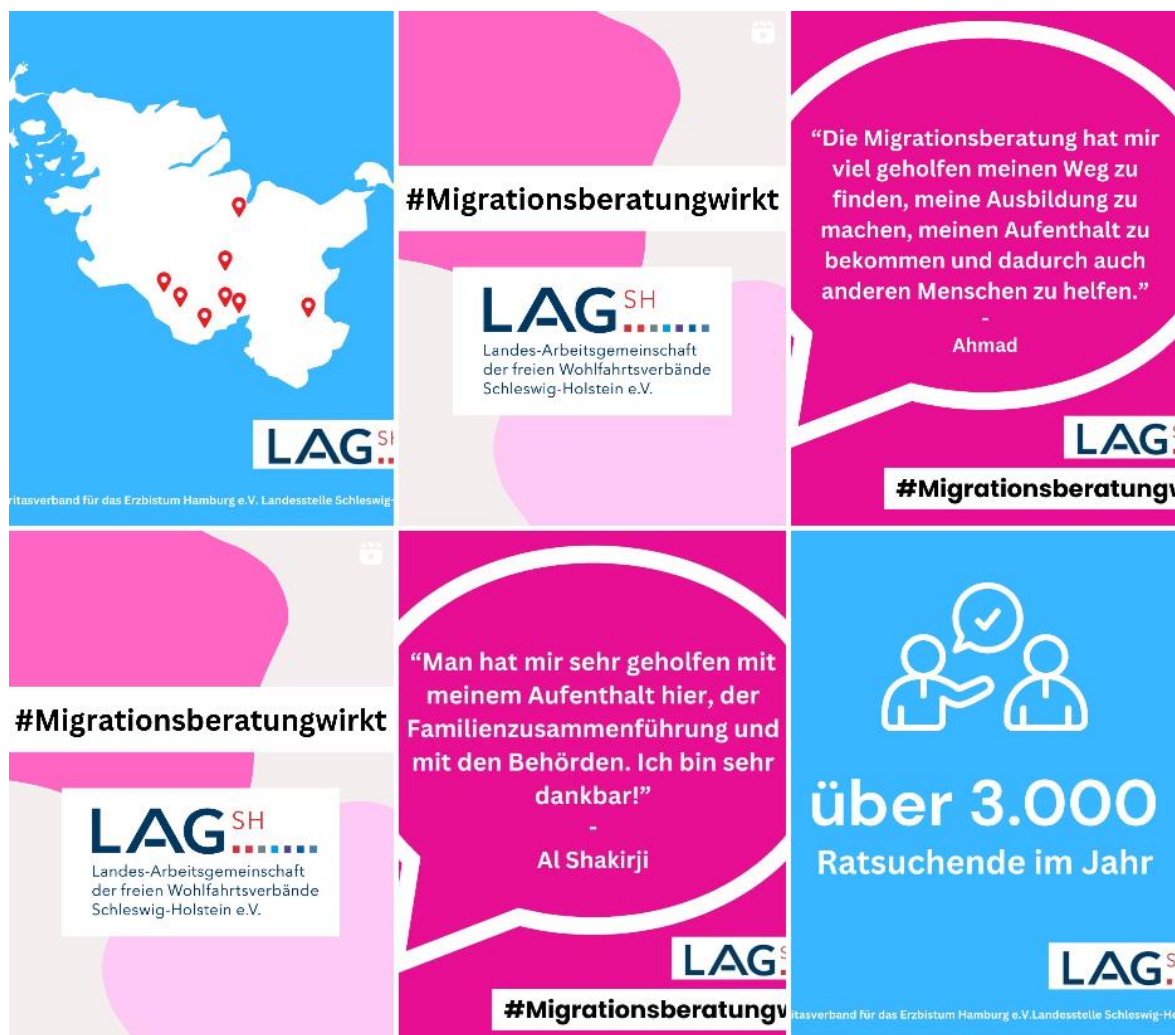 LAG
ritasverband für das Erzbistum Hamburg e.V. Landesstelle Schleswig-
#Migrationsberatungwirkt
LAG SH
Landes-Arbeitsgemeinschaft
der freien Wohlfahrtsverbände
Schleswig-Holstein e.V.
“Die Migrationsberatung hat mir
viel geholfen meinen Weg zu
finden, meine Ausbildung zu
machen, meinen Aufenthalt zu
bekommen und dadurch auch
anderen Menschen zu helfen.”
-
Ahmad
LAG
#Migrationsberatungw
#Migrationsberatungwirkt
LAG SH
Landes-Arbeitsgemeinschaft
der freien Wohlfahrtsverbände
Schleswig-Holstein e.V.
“Man hat mir sehr geholfen mit
meinem Aufenthalt hier, der
Familienzusammenführung und
mit den Behörden. Ich bin sehr
dankbar!”
-
Al Shakirji
LAG
#Migrationsberatungw
über 3.000
Ratsuchende im Jahr
LAG
itasverband für das Erzbistum Hamburg e.V.Landesstelle Schleswig-H